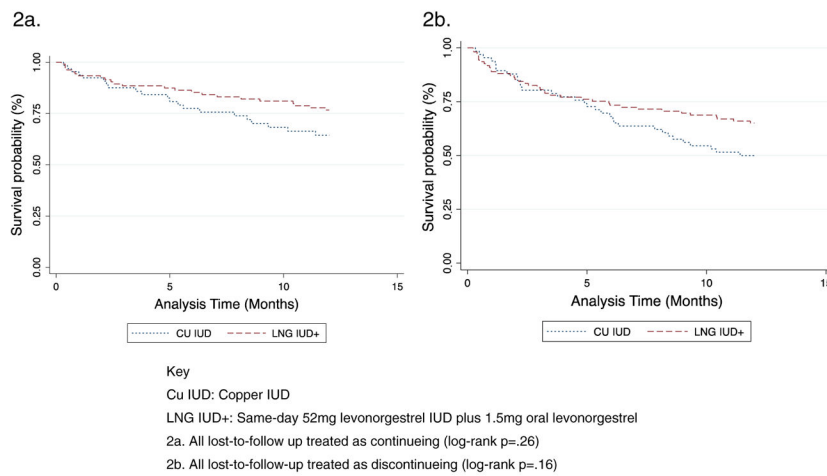 2a.
2b.
Survival probability (%)
1.00
0.75
0.50
0.25
0.00
0 5 10 15
Analysis Time (Months)
CU IUD LNG IUD+
Survival probability (%)
1.00
0.75
0.50
0.25
0.00
0 5 10 15
Analysis Time (Months)
CU IUD LNG IUD+
Key
Cu IUD: Copper IUD
LNG IUD+: Same-day 52mg levonorgestrel IUD plus 1.5mg oral levonorgestrel
2a. All lost-to-follow up treated as continueing (log-rank p=.26)
2b. All lost-to-follow-up treated as discontinueing (log-rank p=.16)